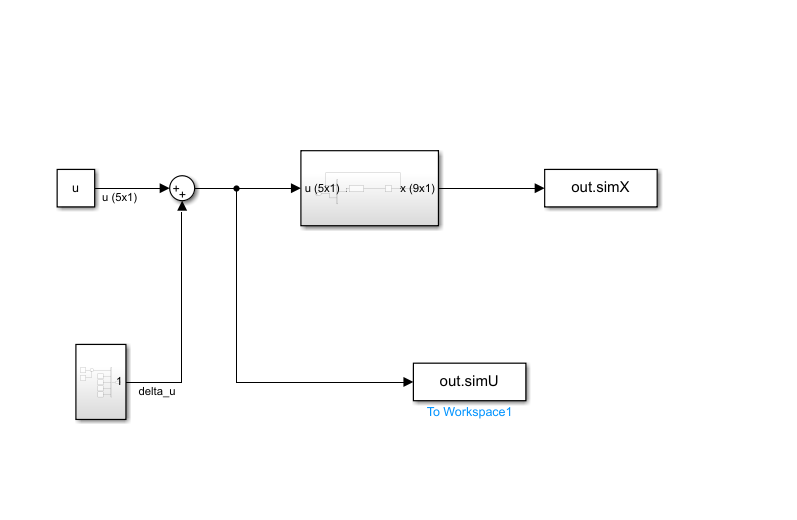 u
u (5x1)
+
+
u (5x1)
x (9x1)
out.simX
1
delta_u
out.simU
To Workspace1